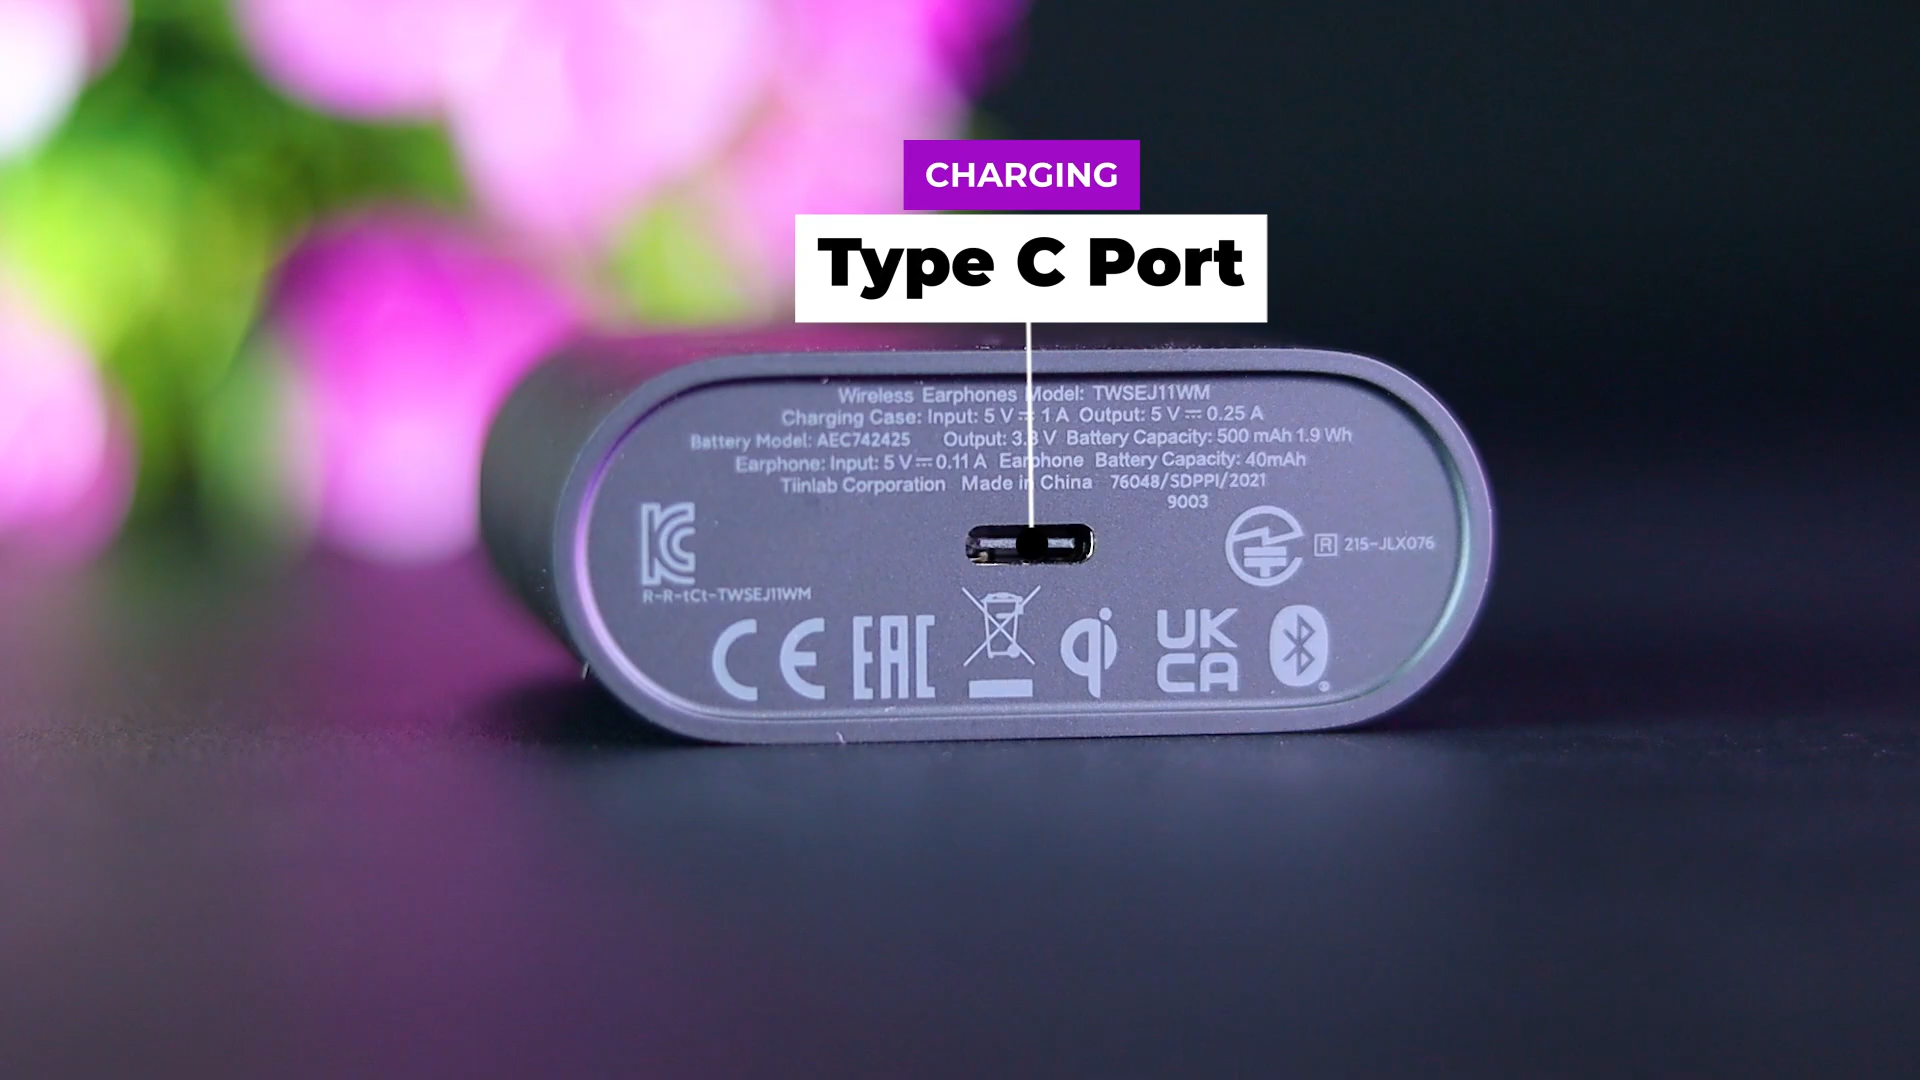 CHARGING
Type C Port
Wireless Earphones Model: TWSEJ11WM
Charging Case: Input: 5 V ⎓ 1 A Output: 5 V ⎓ 0.25 A
Battery Model: AEC742425 Output: 3.8 V Battery Capacity: 500 mAh 1.9 Wh
Earphone: Input: 5 V ⎓ 0.11 A Earphone Battery Capacity: 40mAh
Tiinlab Corporation Made in China 76048/SDPPI/2021
9003
KC
R 215-JLX076
R-R-tCt-TWSEJ11WM
CE EAC qi UK CA